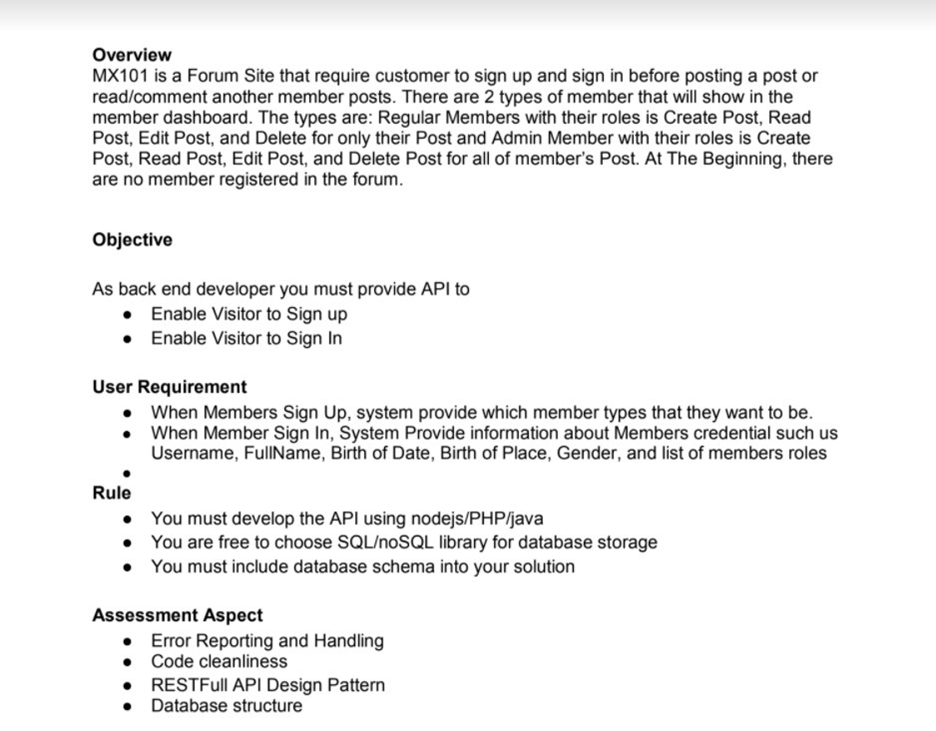 Overview
MX101 is a Forum Site that require customer to sign up and sign in before posting a post or
read/comment another member posts. There are 2 types of member that will show in the
member dashboard. The types are: Regular Members with their roles is Create Post, Read
Post, Edit Post, and Delete for only their Post and Admin Member with their roles is Create
Post, Read Post, Edit Post, and Delete Post for all of member's Post. At The Beginning, there
are no member registered in the forum.
Objective
As back end developer you must provide API to
● Enable Visitor to Sign up
● Enable Visitor to Sign In
User Requirement
● When Members Sign Up, system provide which member types that they want to be.
● When Member Sign In, System Provide information about Members credential such us
Username, FullName, Birth of Date, Birth of Place, Gender, and list of members roles
●
Rule
● You must develop the API using nodejs/PHP/java
● You are free to choose SQL/noSQL library for database storage
● You must include database schema into your solution
Assessment Aspect
● Error Reporting and Handling
● Code cleanliness
● RESTFull API Design Pattern
● Database structure